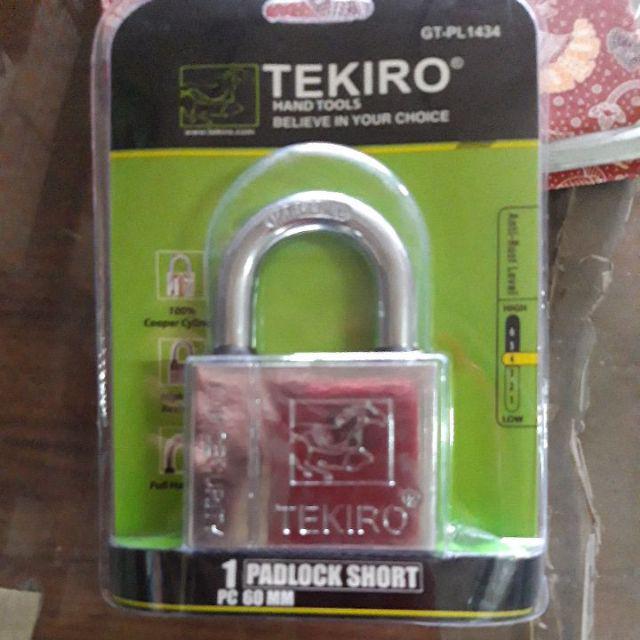 GT-PL1434
TEKIRO®
HAND TOOLS
BELIEVE IN YOUR CHOICE
www.tekiro.com
Anti-Rust Level
HIGH
LOW
100%
Cooper
TEKIRO
1 PADLOCK SHORT
PC 60 MM